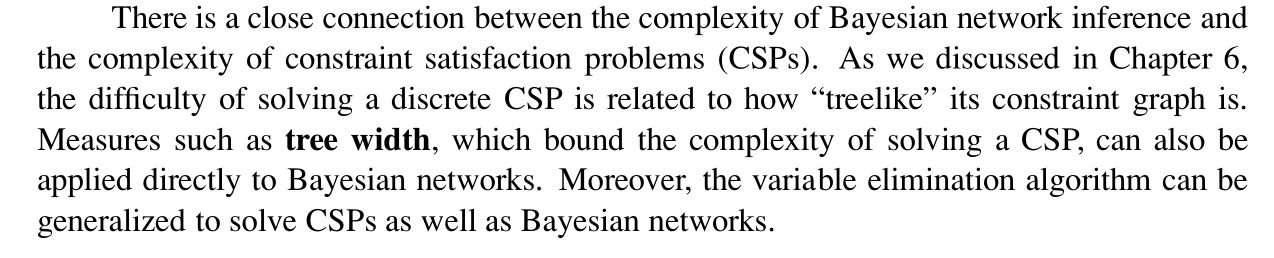 There is a close connection between the complexity of Bayesian network inference and
the complexity of constraint satisfaction problems (CSPs). As we discussed in Chapter 6,
the difficulty of solving a discrete CSP is related to how “treelike” its constraint graph is.
Measures such as tree width, which bound the complexity of solving a CSP, can also be
applied directly to Bayesian networks. Moreover, the variable elimination algorithm can be
generalized to solve CSPs as well as Bayesian networks.